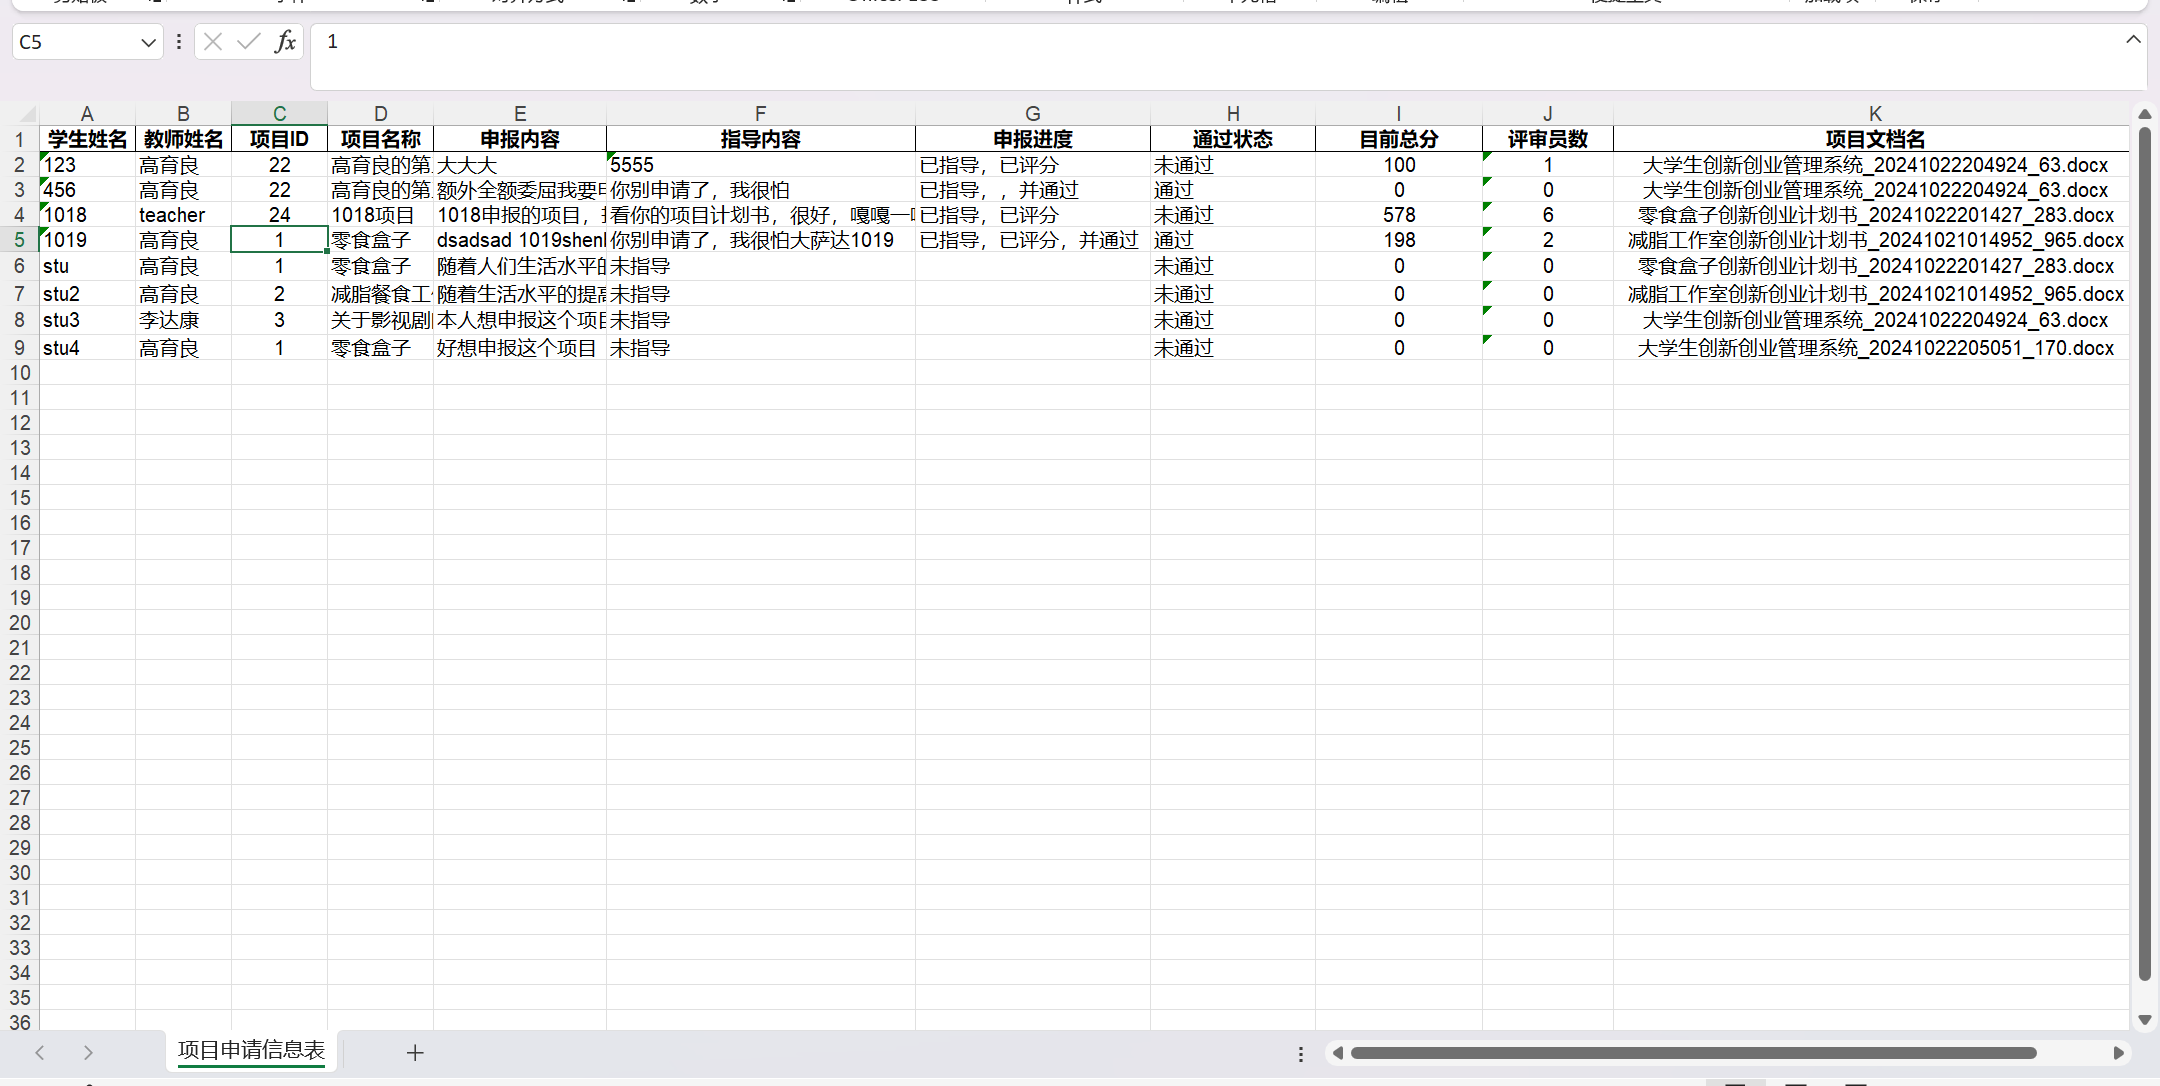 C5
fx
1
A B C D E F G H I J K
1 学生姓名 教师姓名 项目ID 项目名称 申报内容 指导内容 申报进度 通过状态 目前总分 评审员数 项目文档名
2 123 高育良 22 高育良的第 大大大 5555 已指导，已评分 未通过 100 1 大学生创新创业管理系统_20241022204924_63.docx
3 456 高育良 22 高育良的第 额外全额委屈我要 你别申请了，我很怕 已指导，，并通过 通过 0 0 大学生创新创业管理系统_20241022204924_63.docx
4 1018 teacher 24 1018项目 1018申报的项目， 看你的项目计划书，很好，嘎嘎一 已指导，已评分 未通过 578 6 零食盒子创新创业计划书_20241022201427_283.docx
5 1019 高育良 1 零食盒子 dsadsad 1019shen 你别申请了，我很怕大萨达1019 已指导，已评分，并通过 通过 198 2 减脂工作室创新创业计划书_20241021014952_965.docx
6 stu 高育良 1 零食盒子 随着人们生活水平的 未指导 未通过 0 0 零食盒子创新创业计划书_20241022201427_283.docx
7 stu2 高育良 2 减脂餐食工 随着生活水平的提高 未指导 未通过 0 0 减脂工作室创新创业计划书_20241021014952_965.docx
8 stu3 李达康 3 关于影视剧 本人想申报这个项目 未指导 未通过 0 0 大学生创新创业管理系统_20241022204924_63.docx
9 stu4 高育良 1 零食盒子 好想申报这个项目 未指导 未通过 0 0 大学生创新创业管理系统_20241022205051_170.docx
10
11
12
13
14
15
16
17
18
19
20
21
22
23
24
25
26
27
28
29
30
31
32
33
34
35
36
项目申请信息表